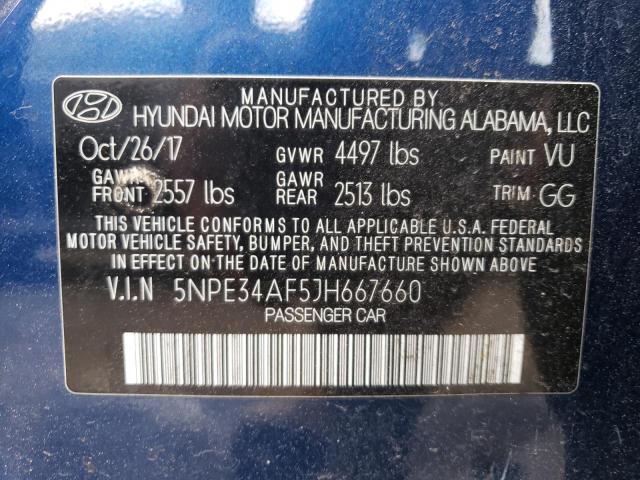 MANUFACTURED BY
HYUNDAI MOTOR MANUFACTURING ALABAMA, LLC
Oct/26/17 GVWR 4497 lbs PAINT VU
GAWR FRONT 2557 lbs GAWR REAR 2513 lbs TRIM GG
THIS VEHICLE CONFORMS TO ALL APPLICABLE U.S.A. FEDERAL
MOTOR VEHICLE SAFETY, BUMPER, AND THEFT PREVENTION STANDARDS
IN EFFECT ON THE DATE OF MANUFACTURE SHOWN ABOVE.
V.I.N 5NPE34AF5JH667660
PASSENGER CAR